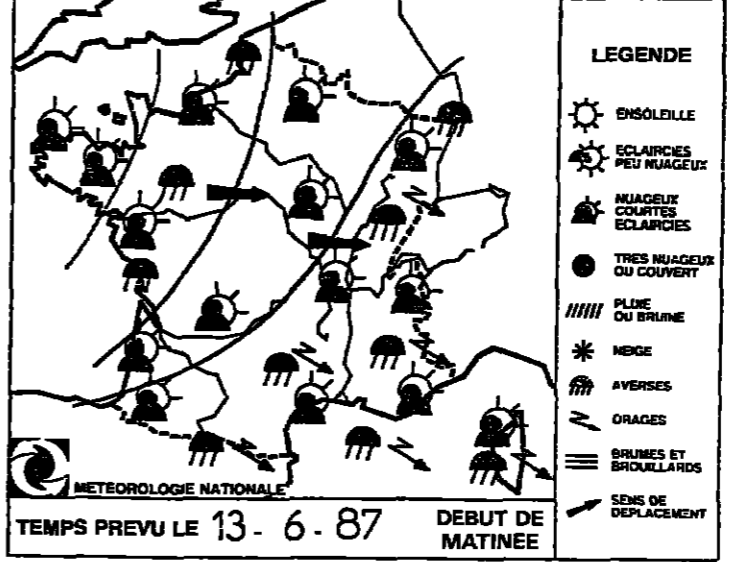 LEGENDE
ENSOLEILLE
ECLAIRCIES
PEU NUAGEUX
NUAGEUX
COURTES
ECLAIRCIES
TRES NUAGEUX
OU COUVERT
PLUIE
OU BRUINE
NEIGE
AVERSES
ORAGES
BRUMES ET
BROUILLARDS
SENS DE
DEPLACEMENT
METEOROLOGIE NATIONALE
TEMPS PREVU LE 13 - 6 - 87
DEBUT DE
MATINEE